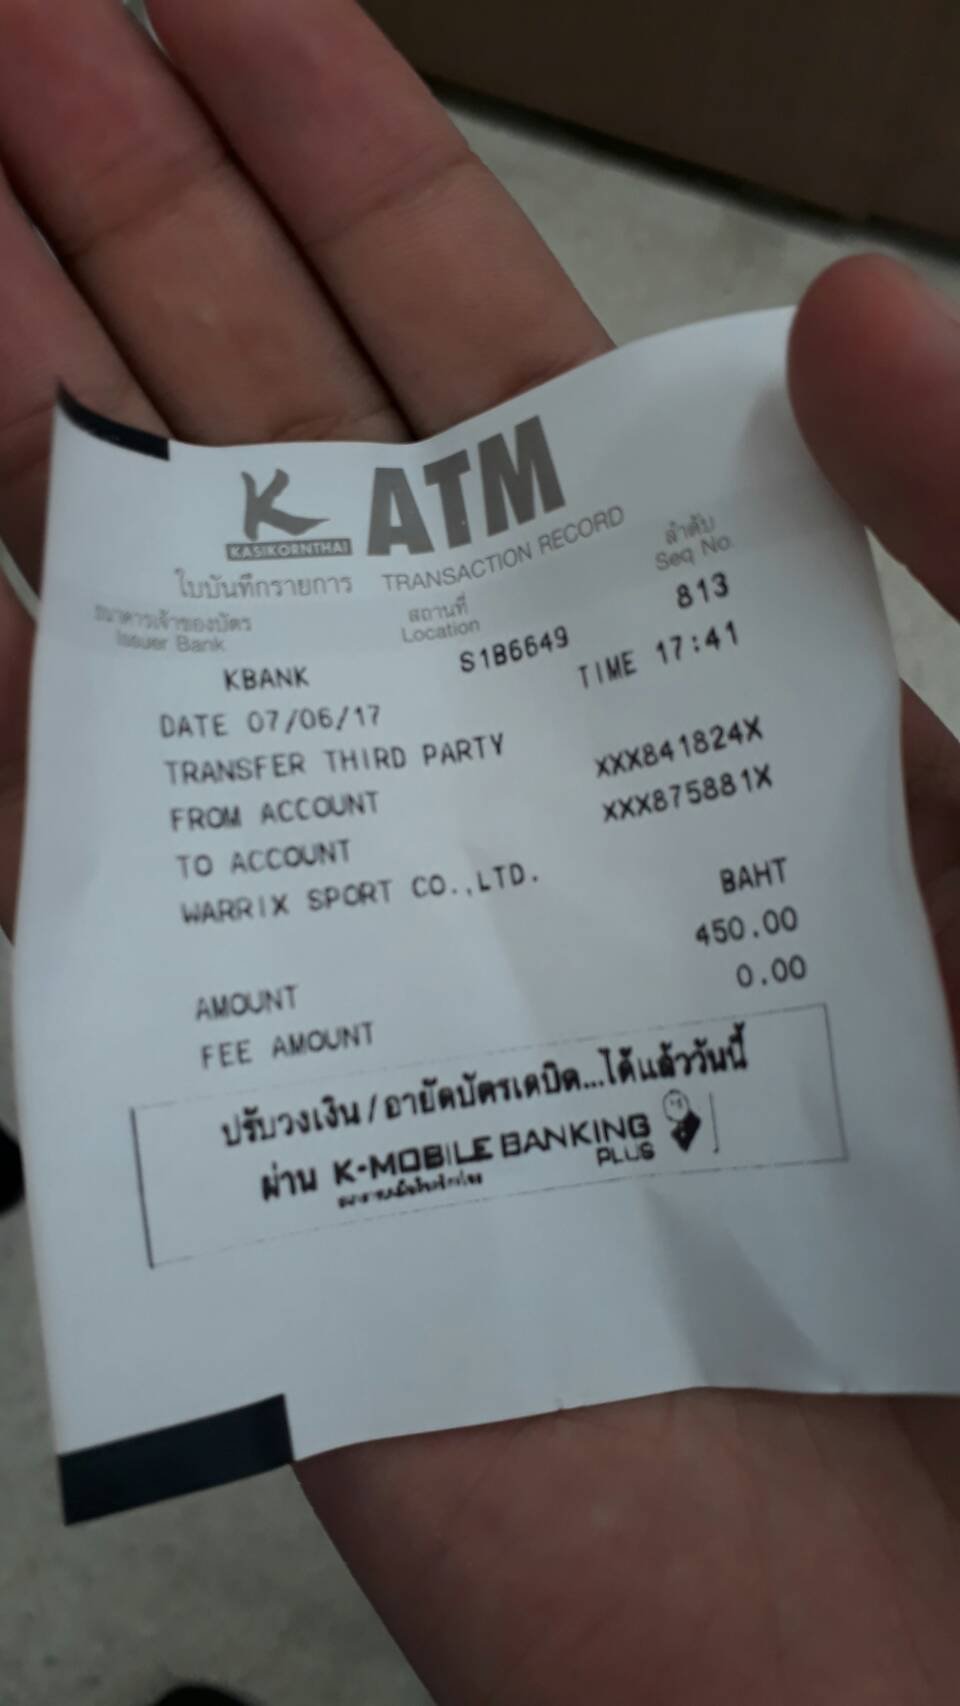 K ATM
KASIKORNTHAI
ใบบันทึกรายการ TRANSACTION RECORD
ธนาคารเจ้าของบัตร สถานที่ ลำดับ
Issuer Bank Location Seq No.
KBANK S1B6649 813
DATE 07/06/17 TIME 17:41
TRANSFER THIRD PARTY
FROM ACCOUNT XXX841824X
TO ACCOUNT XXX875881X
WARRIX SPORT CO.,LTD.
BAHT
AMOUNT 450.00
FEE AMOUNT 0.00
ปรับวงเงิน/อายัดบัตรเดบิต...ได้แล้ววันนี้
ผ่าน K-MOBILE BANKING
PLUS